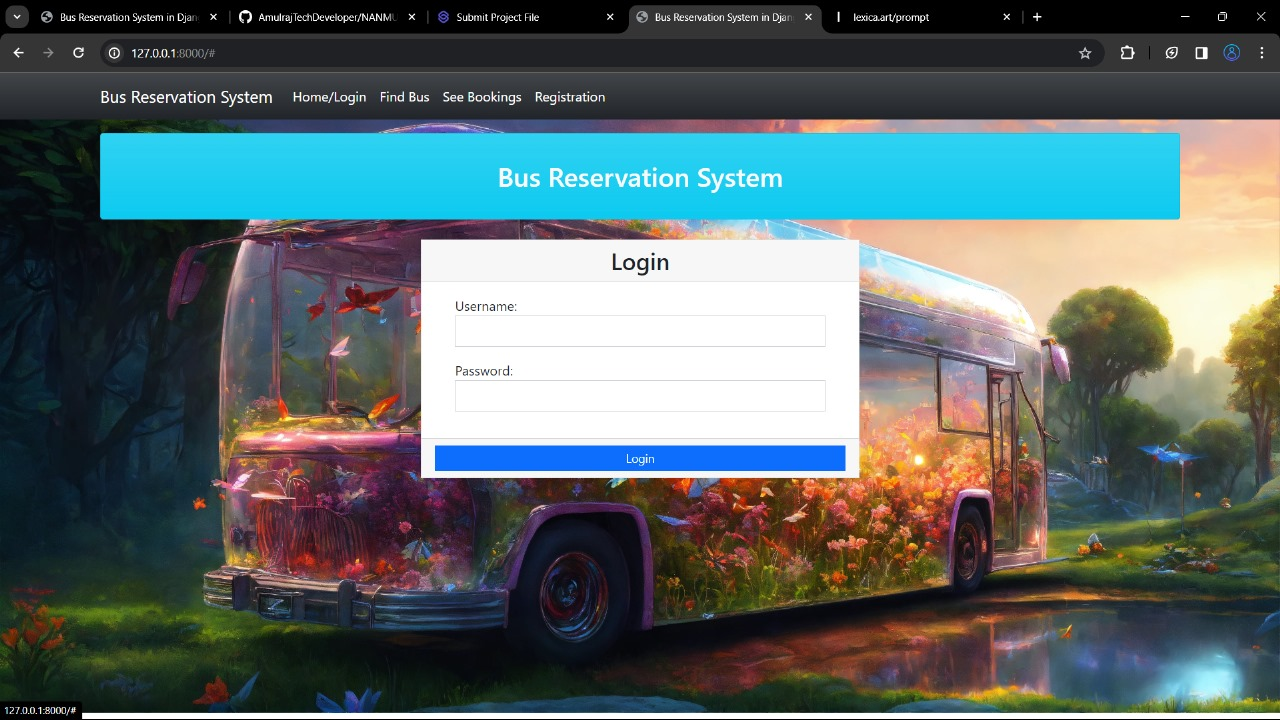 Bus Reservation System in Djan
AmulrajTechDeveloper/NANMU
Submit Project File
Bus Reservation System in Djan
lexica.art/prompt
127.0.0.1:8000/#
Bus Reservation System Home/Login Find Bus See Bookings Registration
Bus Reservation System
Login
Username:
Password:
Login
127.0.0.1:8000/#